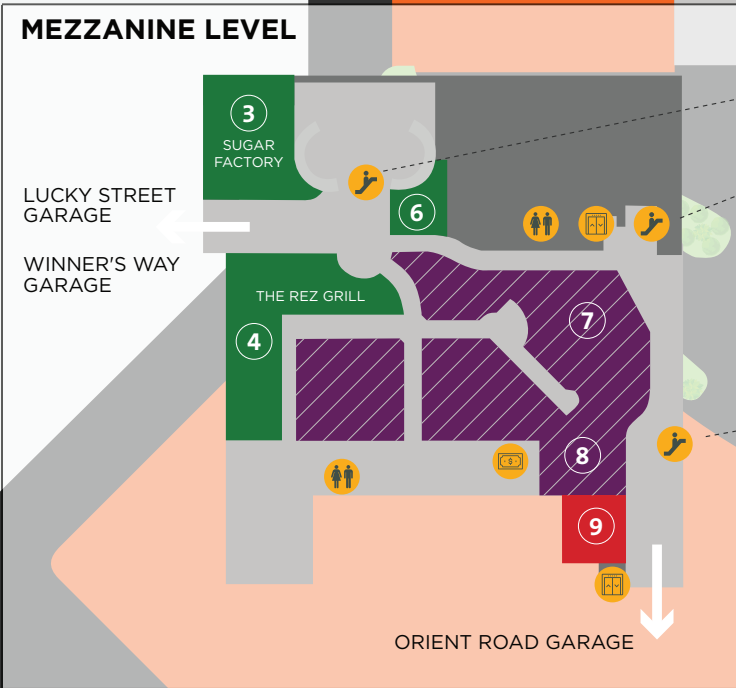 MEZZANINE LEVEL
3
SUGAR
FACTORY
LUCKY STREET
GARAGE
6
WINNER'S WAY
GARAGE
THE REZ GRILL
7
4
8
$
9
ORIENT ROAD GARAGE